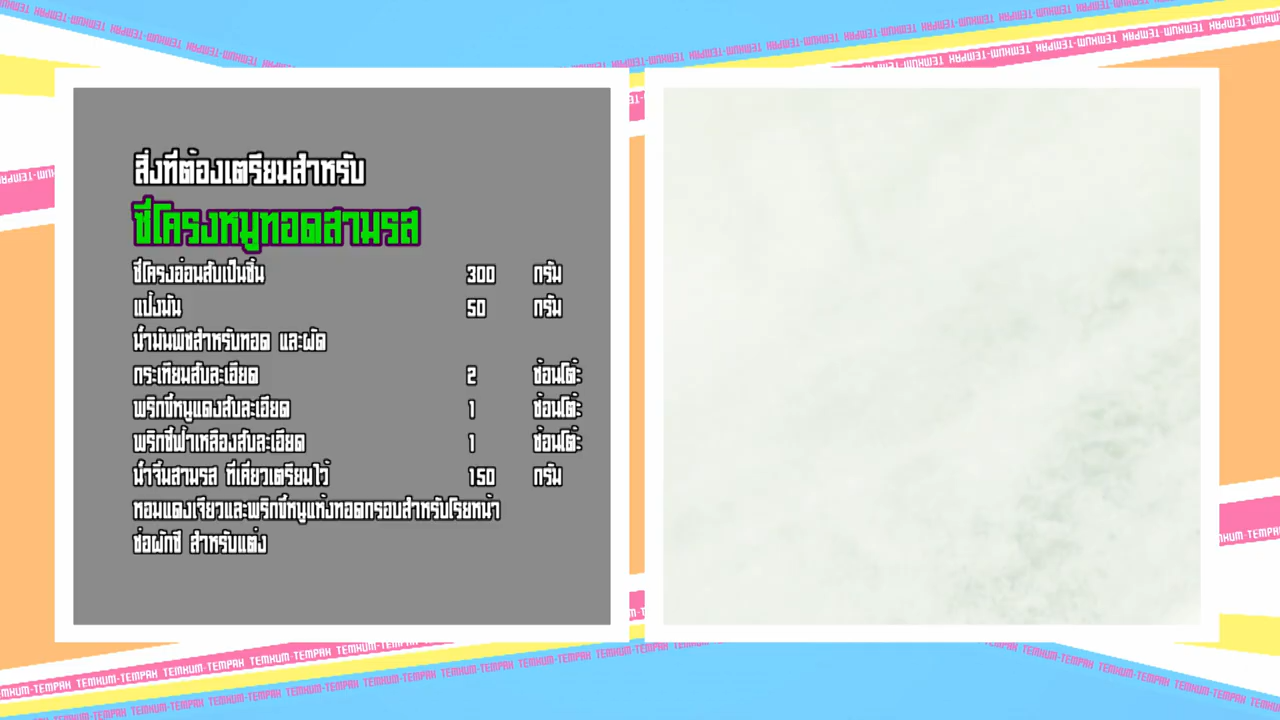 สิ่งที่ต้องเตรียมสำหรับ
ซี่โครงหมูทอดสามรส
ซี่โครงอ่อนสับเป็นชิ้น 300 กรัม
แป้งมัน 50 กรัม
น้ำมันพืชสำหรับทอด และผัด
กระเทียมสับละเอียด 2 ช้อนโต๊ะ
พริกขี้หนูแดงสับละเอียด 1 ช้อนโต๊ะ
พริกชี้ฟ้าเหลืองสับละเอียด 1 ช้อนโต๊ะ
น้ำจิ้มสามรส ที่เคี่ยวเตรียมไว้ 150 กรัม
หอมแดงเจียวและพริกขี้หนูแห้งทอดกรอบสำหรับโรยหน้า
ช่อผักชี สำหรับแต่ง
TEMHUM-TEMPAK TEMHUM-TEMPAK TEMHUM-TEMPAK TEMHUM-TEMPAK